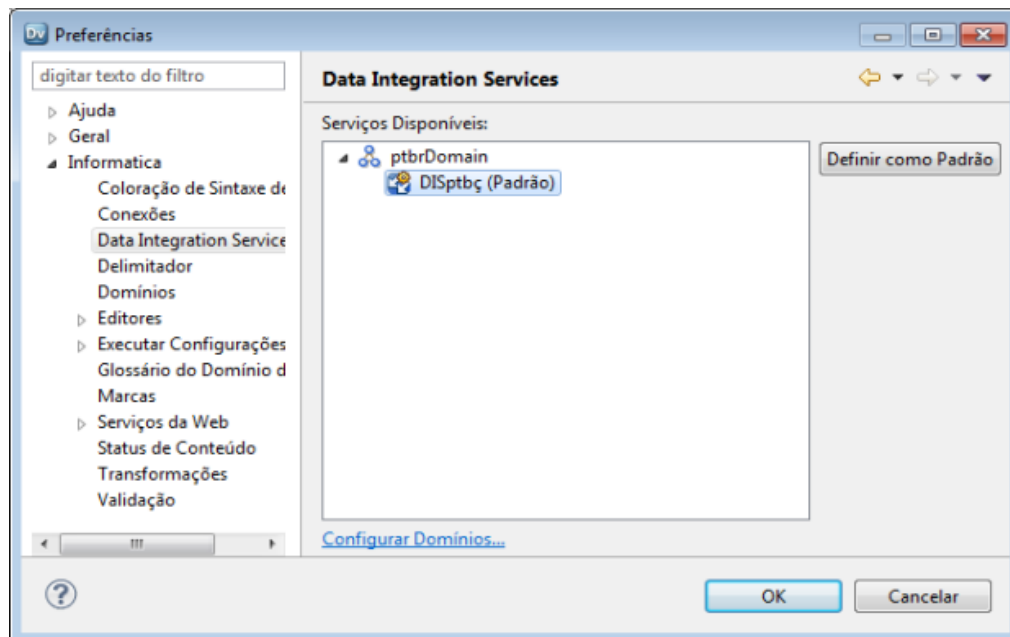 Dv Preferências
digitar texto do filtro
Ajuda
Geral
Informatica
Coloração de Sintaxe de
Conexões
Data Integration Service
Delimitador
Domínios
Editores
Executar Configurações
Glossário do Domínio d
Marcas
Serviços da Web
Status de Conteúdo
Transformações
Validação
Data Integration Services
Serviços Disponíveis:
ptbrDomain
DISptbç (Padrão)
Definir como Padrão
Configurar Domínios...
?
OK
Cancelar